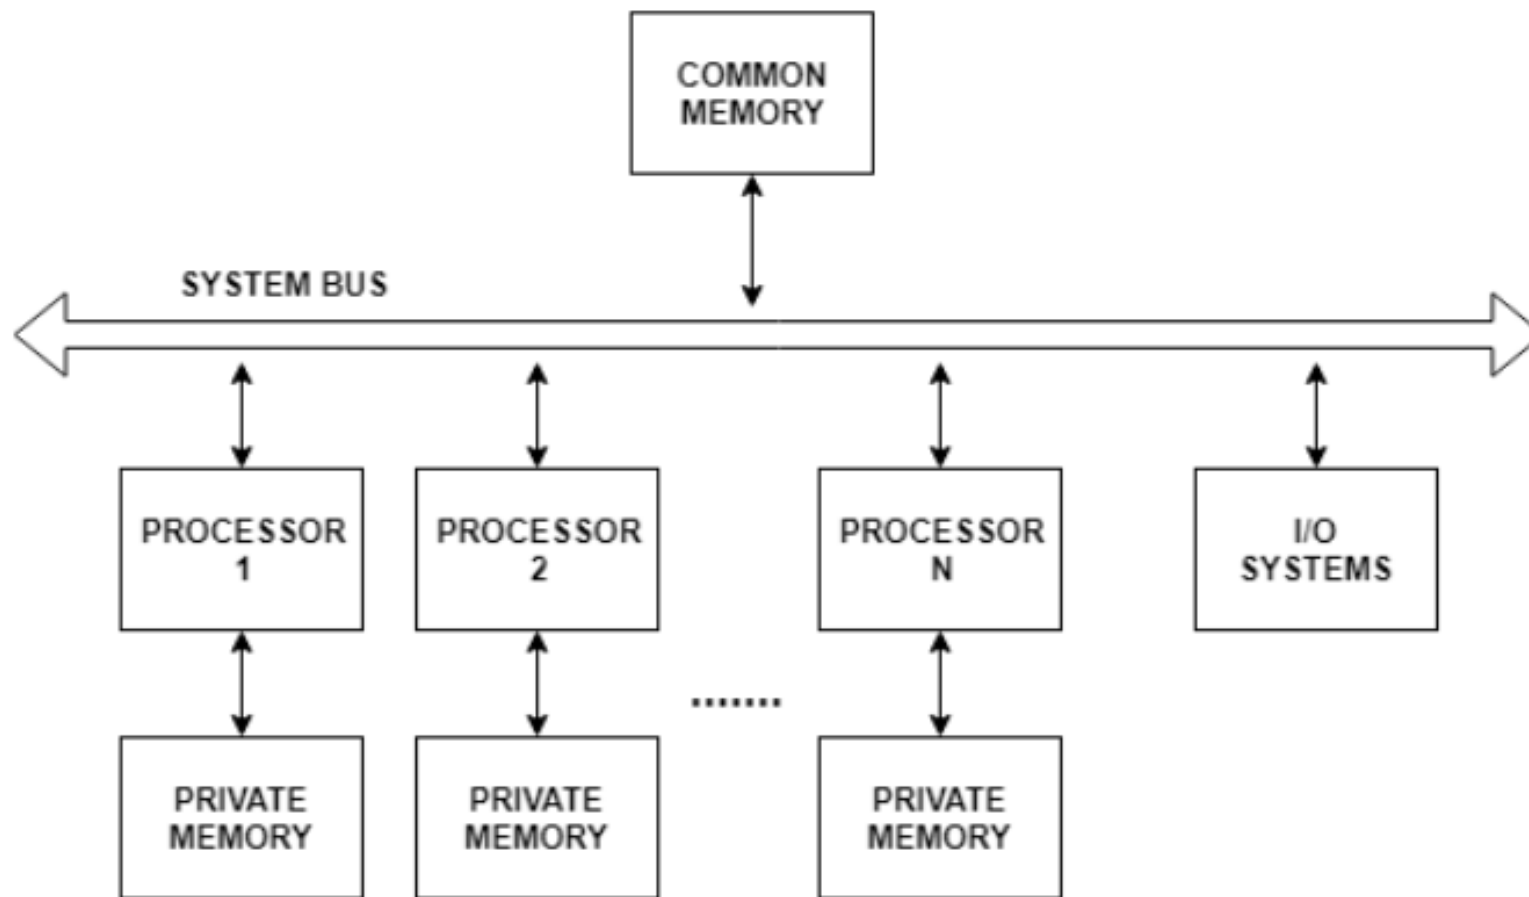 COMMON
MEMORY
SYSTEM BUS
PROCESSOR
1
PROCESSOR
2
PROCESSOR
N
I/O
SYSTEMS
.......
PRIVATE
MEMORY
PRIVATE
MEMORY
PRIVATE
MEMORY